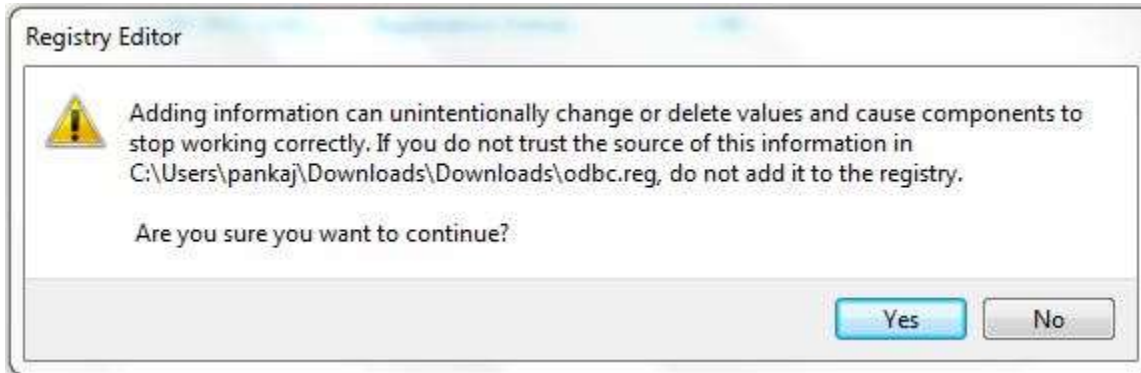 Registry Editor
Adding information can unintentionally change or delete values and cause components to
stop working correctly. If you do not trust the source of this information in
C:\Users\pankaj\Downloads\Downloads\odbc.reg, do not add it to the registry.
Are you sure you want to continue?
Yes No